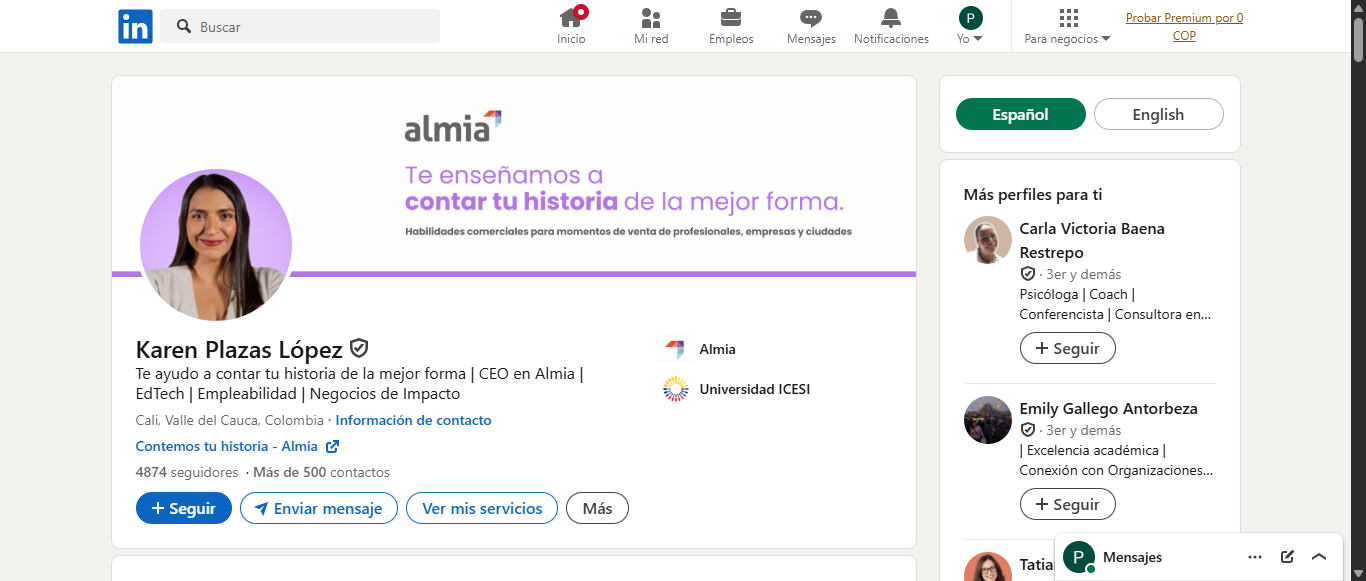 in
Buscar
Inicio
Mi red
Empleos
Mensajes
Notificaciones
P
Yo
Para negocios
Probar Premium por 0
COP
almia
Te enseñamos a
contar tu historia de la mejor forma.
Habilidades comerciales para momentos de venta de profesionales, empresas y ciudades
Karen Plazas López
Te ayudo a contar tu historia de la mejor forma | CEO en Almia |
EdTech | Empleabilidad | Negocios de Impacto
Cali, Valle del Cauca, Colombia · Información de contacto
Contemos tu historia - Almia
4874 seguidores · Más de 500 contactos
+ Seguir
Enviar mensaje
Ver mis servicios
Más
Almia
Universidad ICESI
Español
English
Más perfiles para ti
Carla Victoria Baena
Restrepo
· 3er y demás
Psicóloga | Coach |
Conferencista | Consultora en...
+ Seguir
Emily Gallego Antorbeza
· 3er y demás
| Excelencia académica |
Conexión con Organizaciones...
+ Seguir
Tatia
P
Mensajes